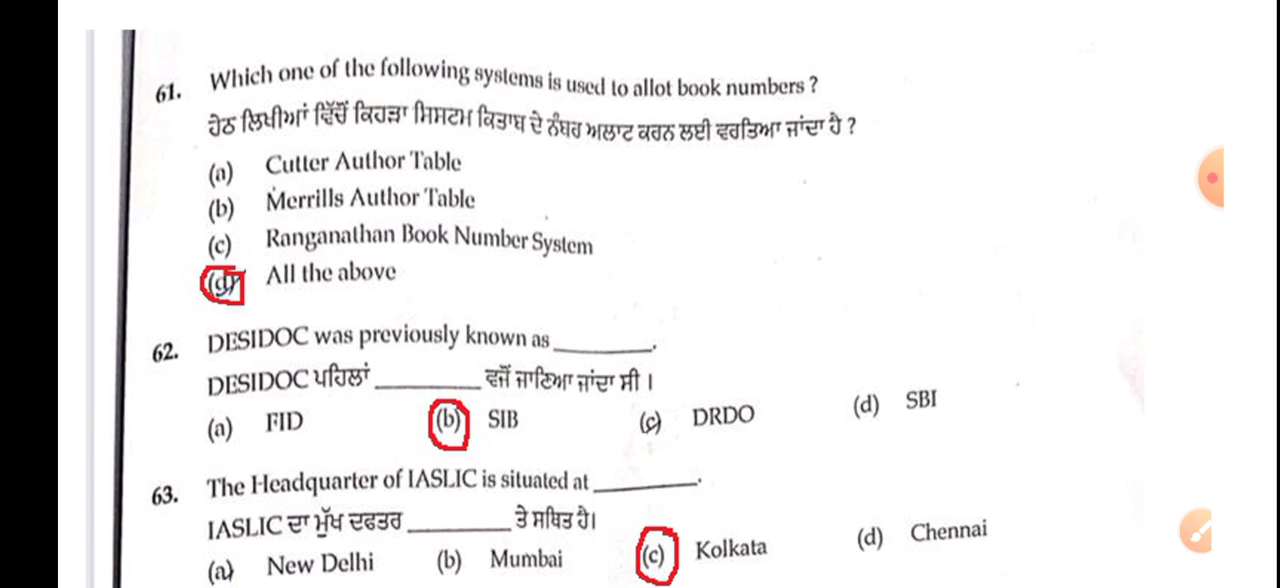 61. Which one of the following systems is used to allot book numbers ?
ਹੇਠ ਲਿਖੀਆਂ ਵਿੱਚੋਂ ਕਿਹੜਾ ਸਿਸਟਮ ਕਿਤਾਬ ਦੇ ਨੰਬਰ ਅਲਾਟ ਕਰਨ ਲਈ ਵਰਤਿਆ ਜਾਂਦਾ ਹੈ ?
(a) Cutter Author Table
(b) Merrills Author Table
(c) Ranganathan Book Number System
(d) All the above
62. DESIDOC was previously known as ________.
DESIDOC ਪਹਿਲਾਂ ________ ਵਜੋਂ ਜਾਣਿਆ ਜਾਂਦਾ ਸੀ ।
(a) FID (b) SIB (c) DRDO (d) SBI
63. The Headquarter of IASLIC is situated at ________.
IASLIC ਦਾ ਮੁੱਖ ਦਫਤਰ ________ ਤੇ ਸਥਿਤ ਹੈ।
(a) New Delhi (b) Mumbai (c) Kolkata (d) Chennai